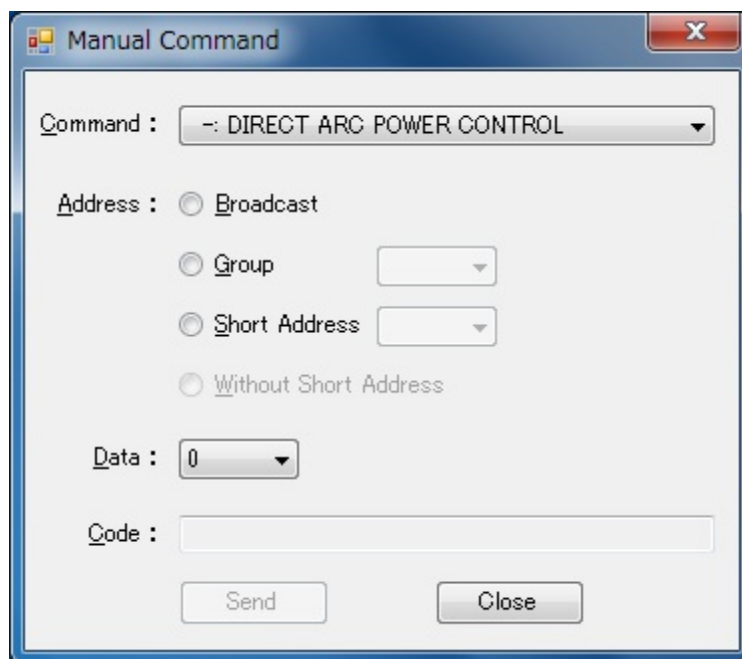 Manual Command
Command : -: DIRECT ARC POWER CONTROL
Address : Broadcast
Group
Short Address
Without Short Address
Data : 0
Code :
Send Close